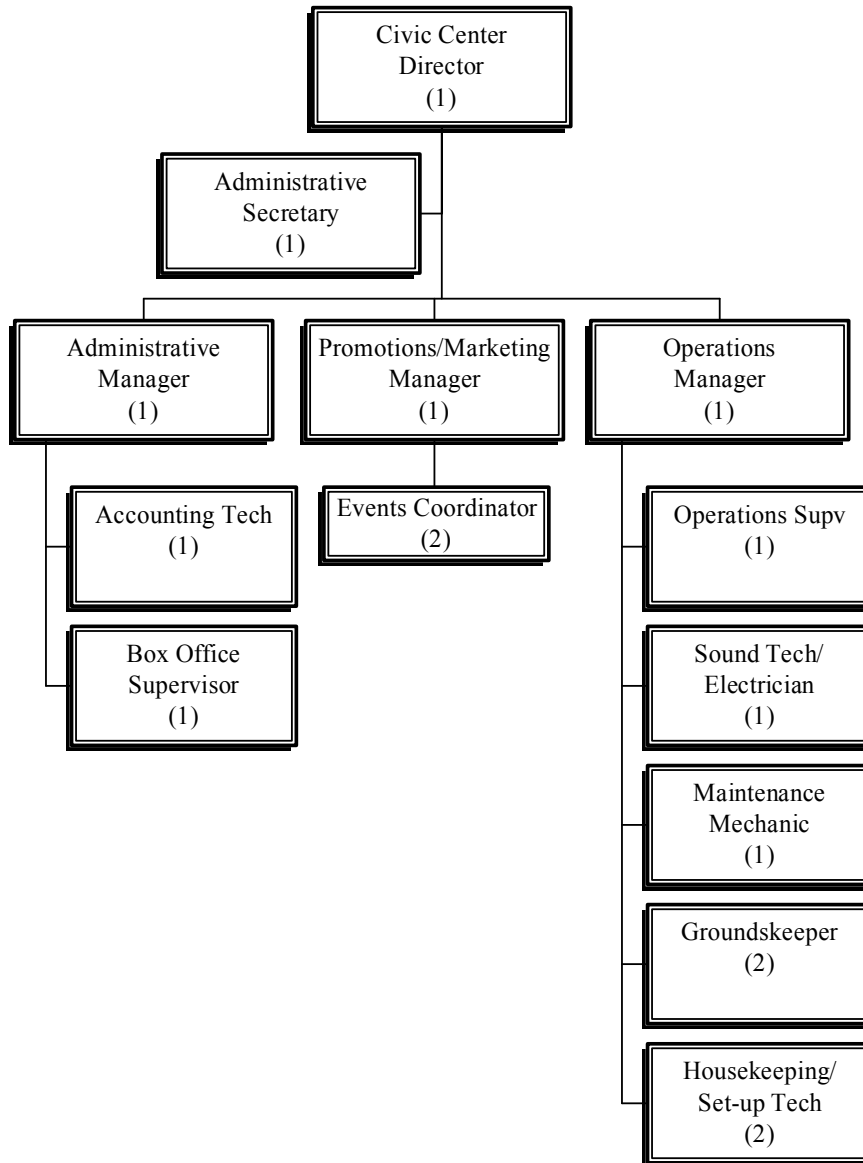 Civic Center
Director
(1)
Administrative
Secretary
(1)
Administrative
Manager
(1)
Promotions/Marketing
Manager
(1)
Operations
Manager
(1)
Accounting Tech
(1)
Box Office
Supervisor
(1)
Events Coordinator
(2)
Operations Supv
(1)
Sound Tech/
Electrician
(1)
Maintenance
Mechanic
(1)
Groundskeeper
(2)
Housekeeping/
Set-up Tech
(2)